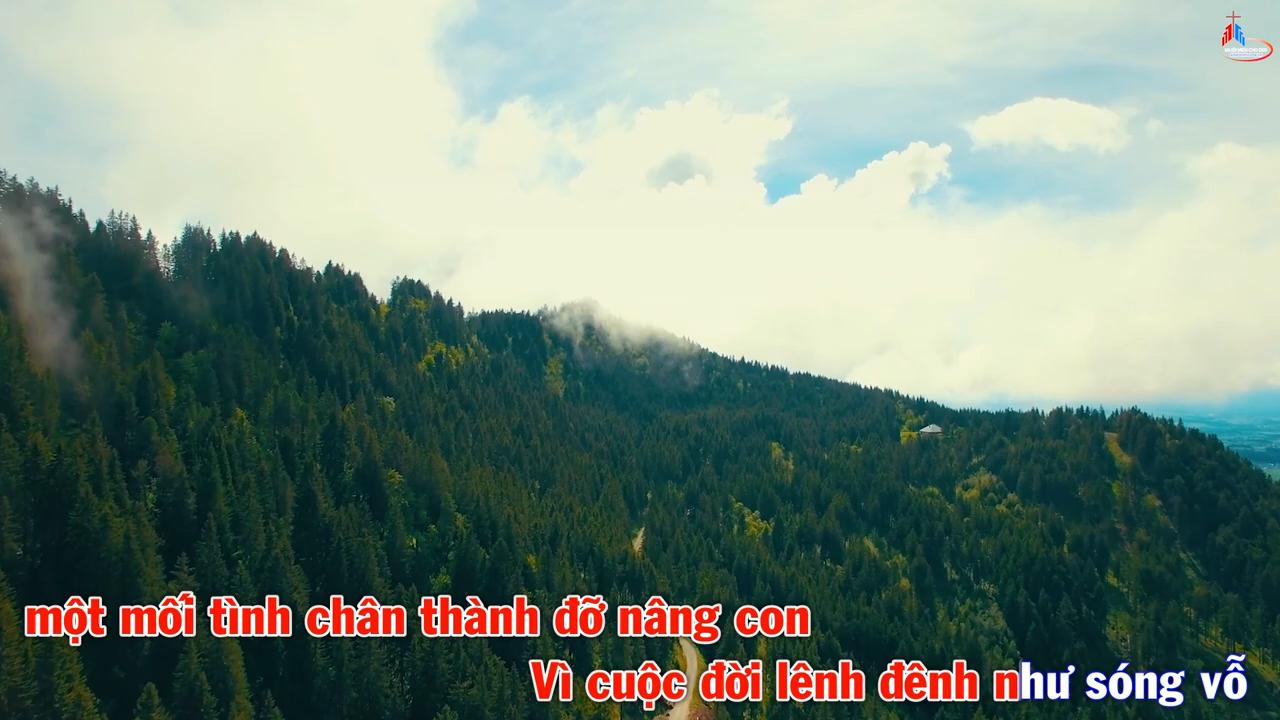 một mối tình chân thành đỡ nâng con
Vì cuộc đời lênh đênh như sóng vỗ